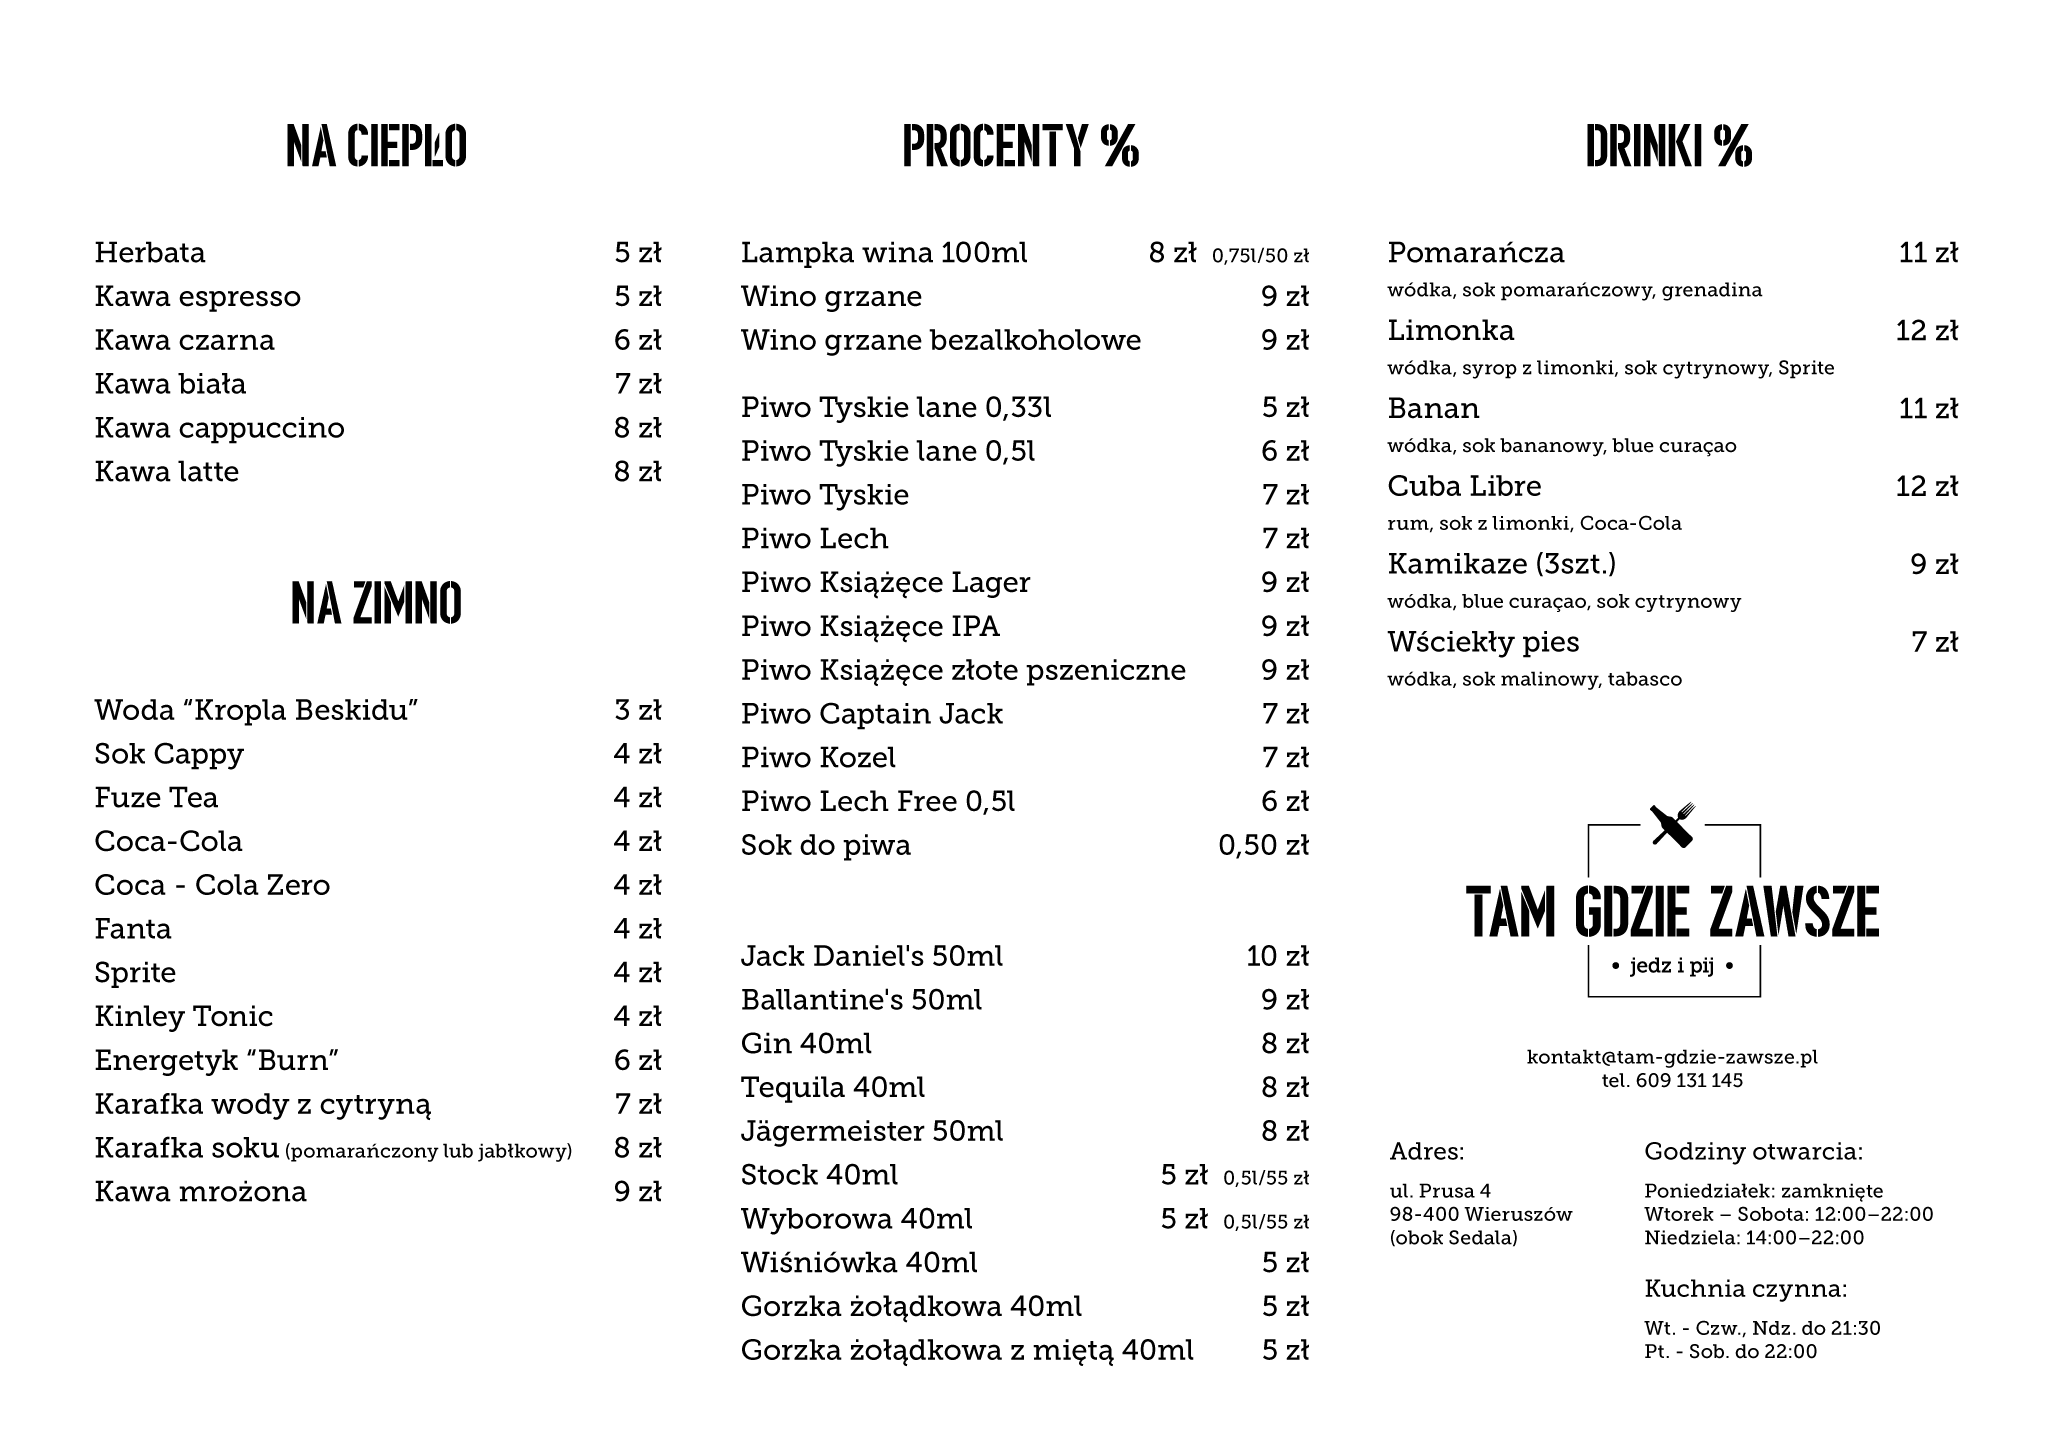 NA CIEPŁO
Herbata 5 zł
Kawa espresso 5 zł
Kawa czarna 6 zł
Kawa biała 7 zł
Kawa cappuccino 8 zł
Kawa latte 8 zł
NA ZIMNO
Woda “Kropla Beskidu” 3 zł
Sok Cappy 4 zł
Fuze Tea 4 zł
Coca-Cola 4 zł
Coca - Cola Zero 4 zł
Fanta 4 zł
Sprite 4 zł
Kinley Tonic 4 zł
Energetyk “Burn” 6 zł
Karafka wody z cytryną 7 zł
Karafka soku (pomarańczony lub jabłkowy) 8 zł
Kawa mrożona 9 zł
PROCENTY %
Lampka wina 100ml 8 zł 0,75l/50 zł
Wino grzane 9 zł
Wino grzane bezalkoholowe 9 zł
Piwo Tyskie lane 0,33l 5 zł
Piwo Tyskie lane 0,5l 6 zł
Piwo Tyskie 7 zł
Piwo Lech 7 zł
Piwo Książęce Lager 9 zł
Piwo Książęce IPA 9 zł
Piwo Książęce złote pszeniczne 9 zł
Piwo Captain Jack 7 zł
Piwo Kozel 7 zł
Piwo Lech Free 0,5l 6 zł
Sok do piwa 0,50 zł
Jack Daniel's 50ml 10 zł
Ballantine's 50ml 9 zł
Gin 40ml 8 zł
Tequila 40ml 8 zł
Jägermeister 50ml 8 zł
Stock 40ml 5 zł 0,5l/55 zł
Wyborowa 40ml 5 zł 0,5l/55 zł
Wiśniówka 40ml 5 zł
Gorzka żołądkowa 40ml 5 zł
Gorzka żołądkowa z miętą 40ml 5 zł
DRINKI %
Pomarańcza 11 zł
wódka, sok pomarańczowy, grenadina
Limonka 12 zł
wódka, syrop z limonki, sok cytrynowy, Sprite
Banan 11 zł
wódka, sok bananowy, blue curaçao
Cuba Libre 12 zł
rum, sok z limonki, Coca-Cola
Kamikaze (3szt.) 9 zł
wódka, blue curaçao, sok cytrynowy
Wściekły pies 7 zł
wódka, sok malinowy, tabasco
TAM GDZIE ZAWSZE
• jedz i pij •
kontakt@tam-gdzie-zawsze.pl
tel. 609 131 145
Adres:
ul. Prusa 4
98-400 Wieruszów
(obok Sedala)
Godziny otwarcia:
Poniedziałek: zamknięte
Wtorek – Sobota: 12:00–22:00
Niedziela: 14:00–22:00
Kuchnia czynna:
Wt. - Czw., Ndz. do 21:30
Pt. - Sob. do 22:00